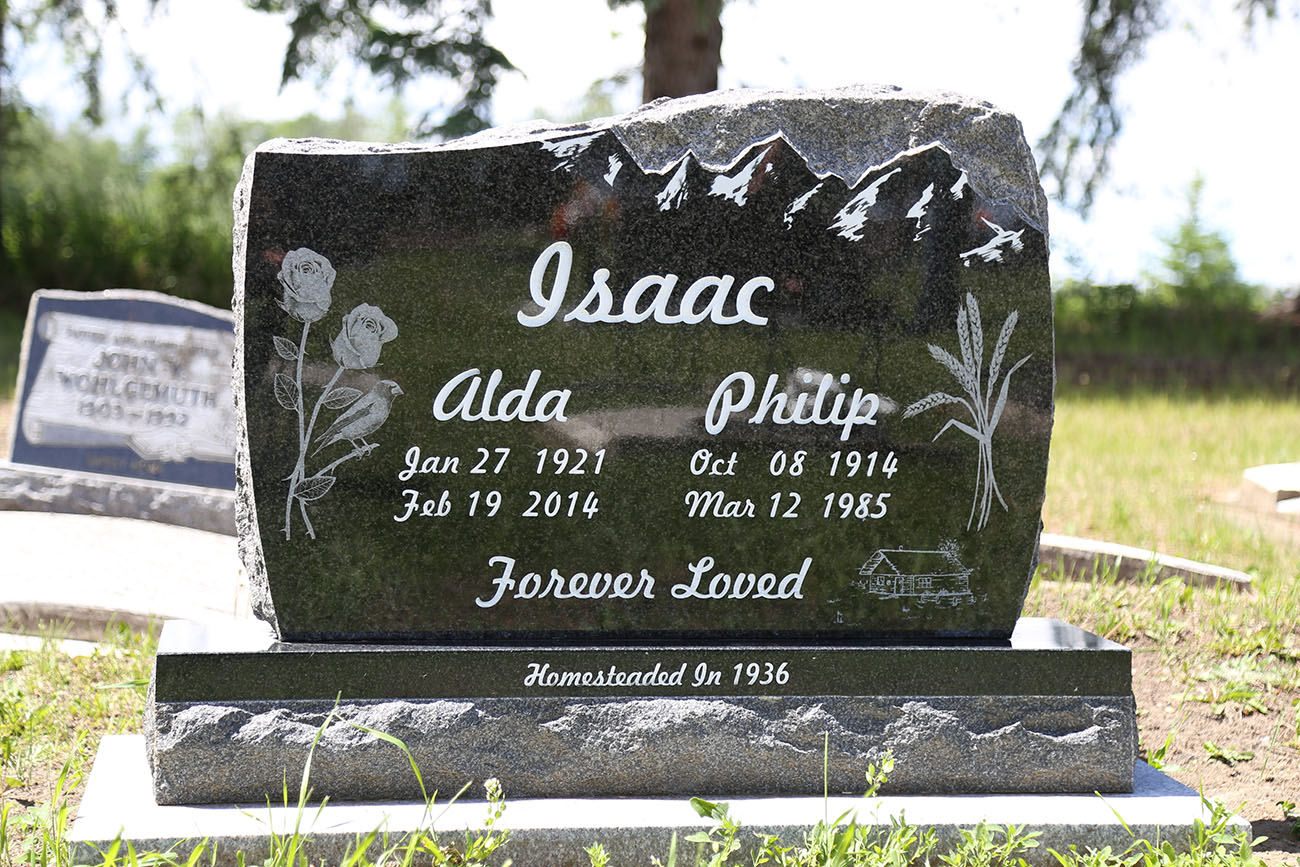 Isaac
Alda Philip
Jan 27 1921 Oct 08 1914
Feb 19 2014 Mar 12 1985
Forever Loved
Homesteaded In 1936
JOHN
WOHLGEMUTH